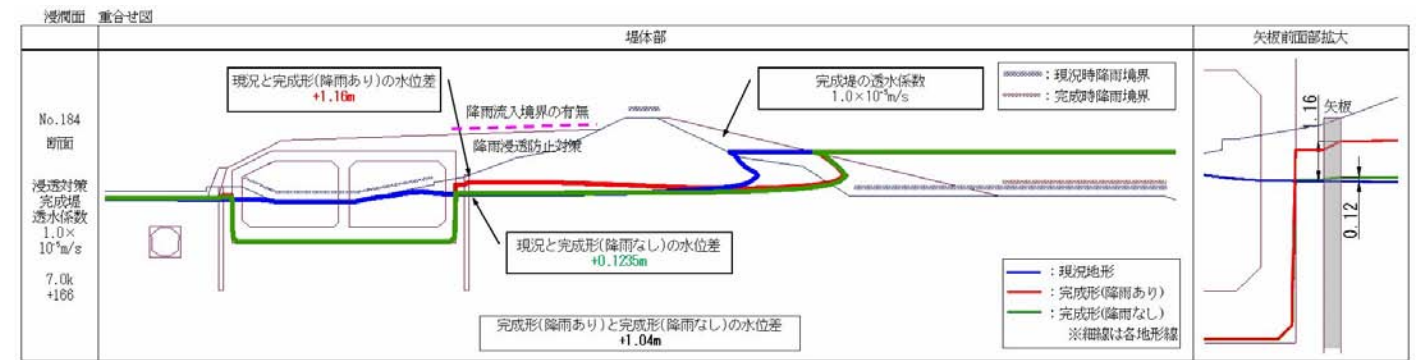 浸潤面 重合せ図
堤体部
矢板前面部拡大
No.184
断面
浸透対策
完成堤
透水係数
1.0×
10⁻⁵m/s
7.0k
+166
現況と完成形(降雨あり)の水位差
+1.16m
降雨流入境界の有無
降雨浸透防止対策
完成堤の透水係数
1.0×10⁻⁵m/s
：現況時降雨境界
：完成時降雨境界
現況と完成形(降雨なし)の水位差
+0.1235m
完成形(降雨あり)と完成形(降雨なし)の水位差
+1.04m
：現況地形
：完成形(降雨あり)
：完成形(降雨なし)
※細線は各地形線
矢板
.16
0.12